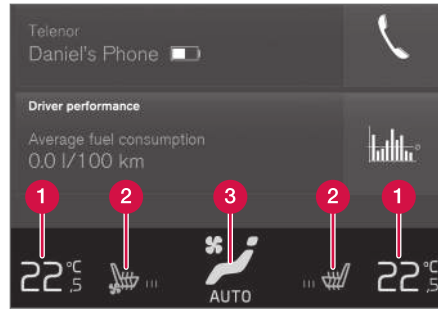 Telenor
Daniel's Phone
Driver performance
Average fuel consumption
0.0 l/100 km
1 2 3 2 1
22 °C ,5 AUTO 22 °C ,5